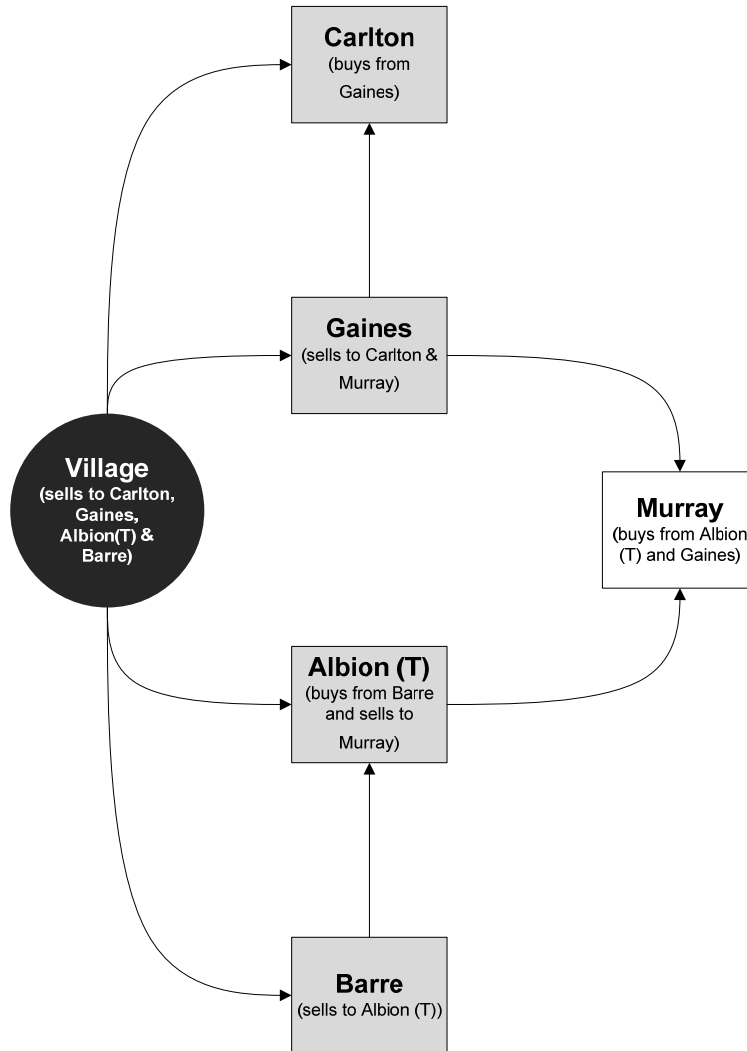 Carlton
(buys from
Gaines)
Gaines
(sells to Carlton &
Murray)
Village
(sells to Carlton,
Gaines,
Albion(T) &
Barre)
Murray
(buys from Albion
(T) and Gaines)
Albion (T)
(buys from Barre
and sells to
Murray)
Barre
(sells to Albion (T))